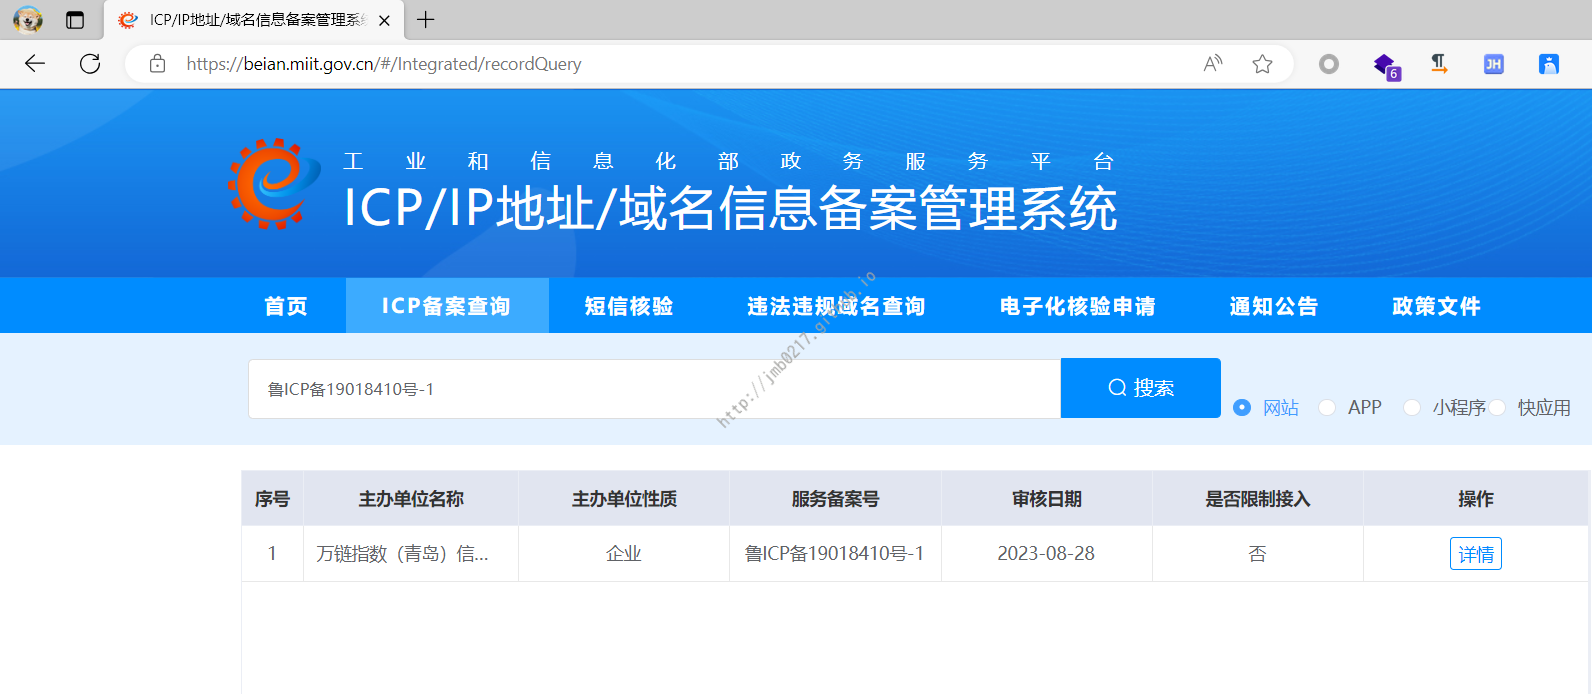 ICP/IP地址/域名信息备案管理系统
https://beian.miit.gov.cn/#/Integrated/recordQuery
6
JH
工业和信息化部政务服务平台
ICP/IP地址/域名信息备案管理系统
首页 ICP备案查询 短信核验 违法违规域名查询 电子化核验申请 通知公告 政策文件
http://jmb0217.github.io
鲁ICP备19018410号-1 搜索 网站 APP 小程序 快应用
序号 主办单位名称 主办单位性质 服务备案号 审核日期 是否限制接入 操作
1 万链指数（青岛）信... 企业 鲁ICP备19018410号-1 2023-08-28 否 详情